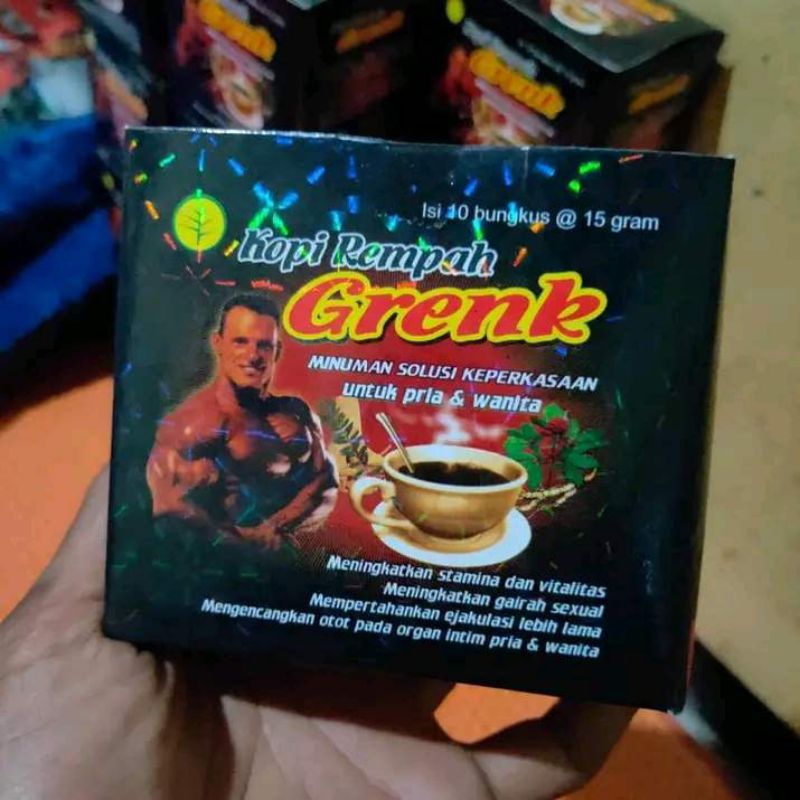 Grenk
Isi 10 bungkus @ 15 gram
Kopi Rempah
Grenk
MINUMAN SOLUSI KEPERKASAAN
untuk pria & wanita
Meningkatkan stamina dan vitalitas
Meningkatkan gairah sexual
Mempertahankan ejakulasi lebih lama
Mengencangkan otot pada organ intim pria & wanita